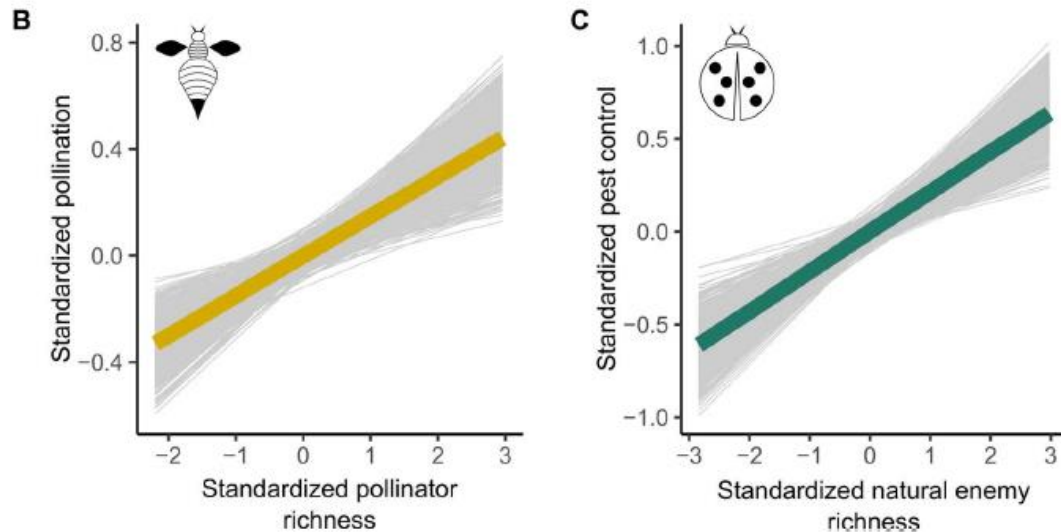 B
0.8
0.4
0.0
−0.4
Standardized pollination
−2 −1 0 1 2 3
Standardized pollinator
richness
C
1.0
0.5
0.0
−0.5
−1.0
Standardized pest control
−3 −2 −1 0 1 2 3
Standardized natural enemy
richness